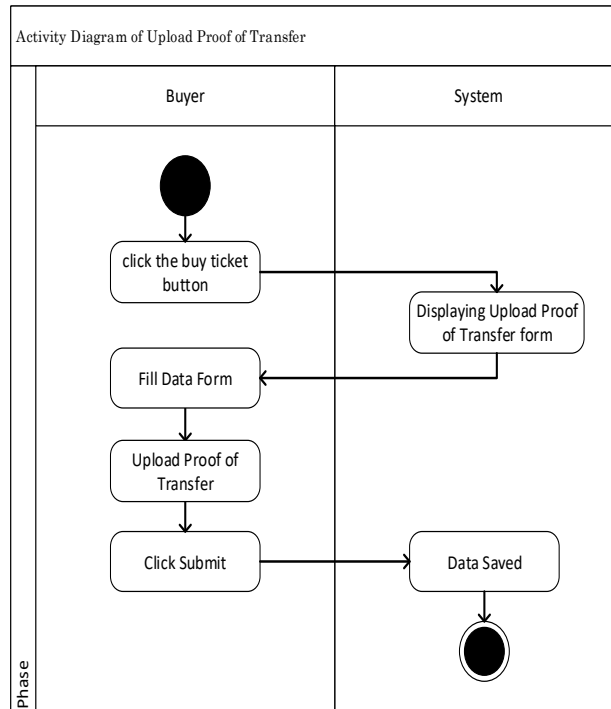 Activity Diagram of Upload Proof of Transfer
Buyer
System
click the buy ticket
button
Displaying Upload Proof
of Transfer form
Fill Data Form
Upload Proof of
Transfer
Click Submit
Data Saved
Phase